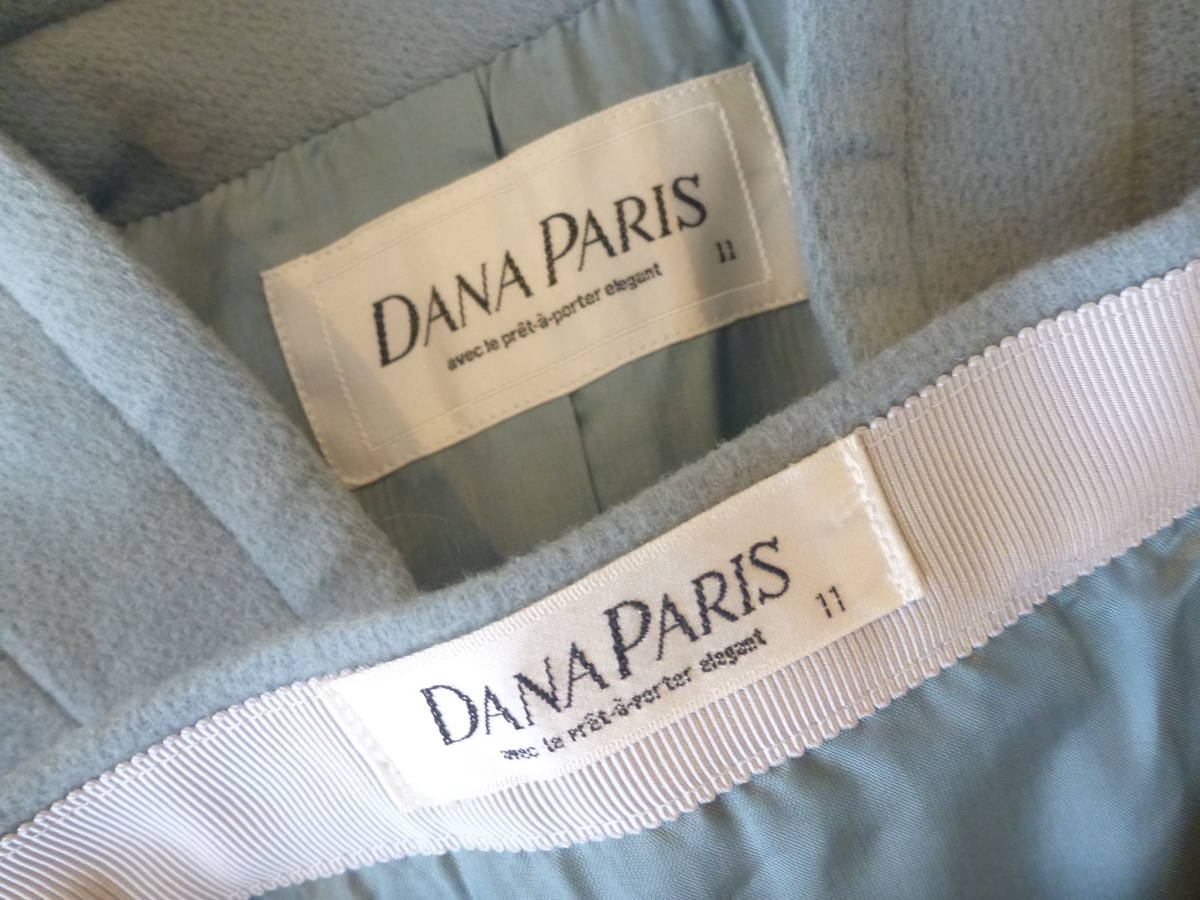 DANA PARIS
avec le prêt-à-porter elegant
11
DANA PARIS
avec le prêt-à-porter elegant
11